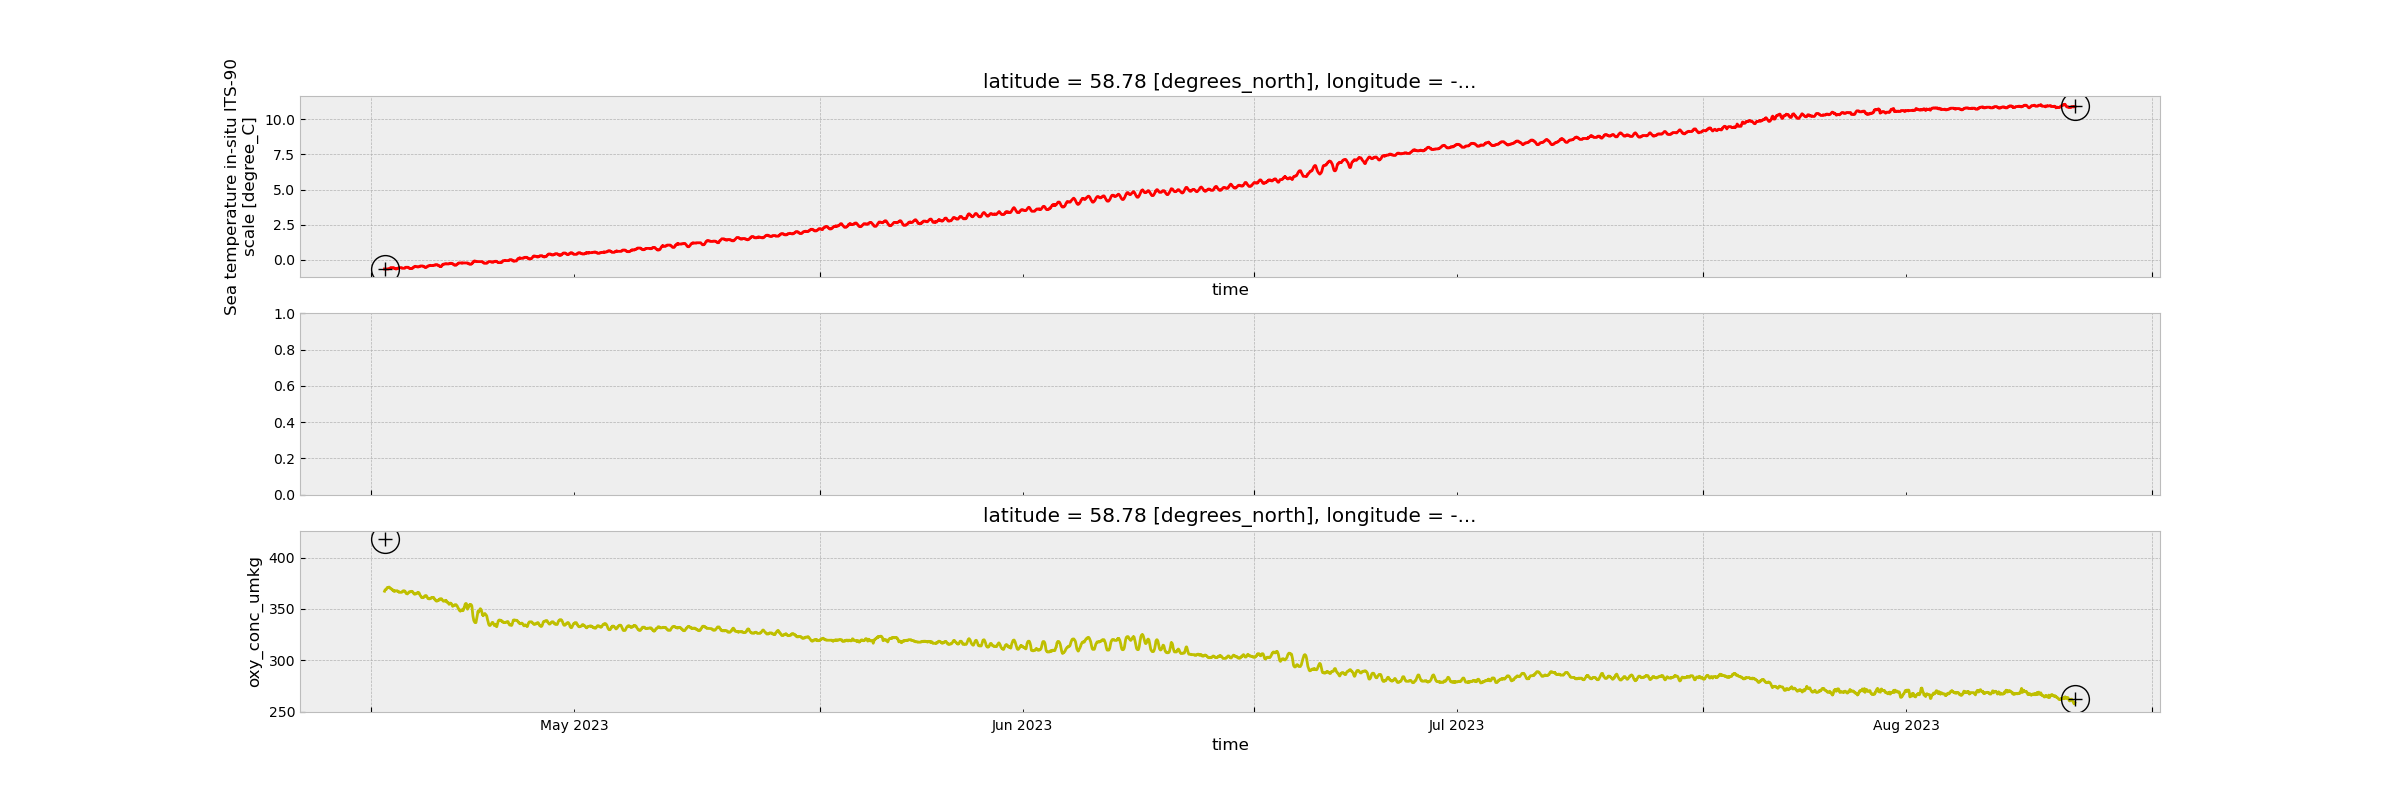 latitude = 58.78 [degrees_north], longitude = -...
Sea temperature in-situ ITS-90
scale [degree_C]
10.0
7.5
5.0
2.5
0.0
time
1.0
0.8
0.6
0.4
0.2
0.0
latitude = 58.78 [degrees_north], longitude = -...
oxy_conc_umkg
400
350
300
250
May 2023
Jun 2023
Jul 2023
Aug 2023
time